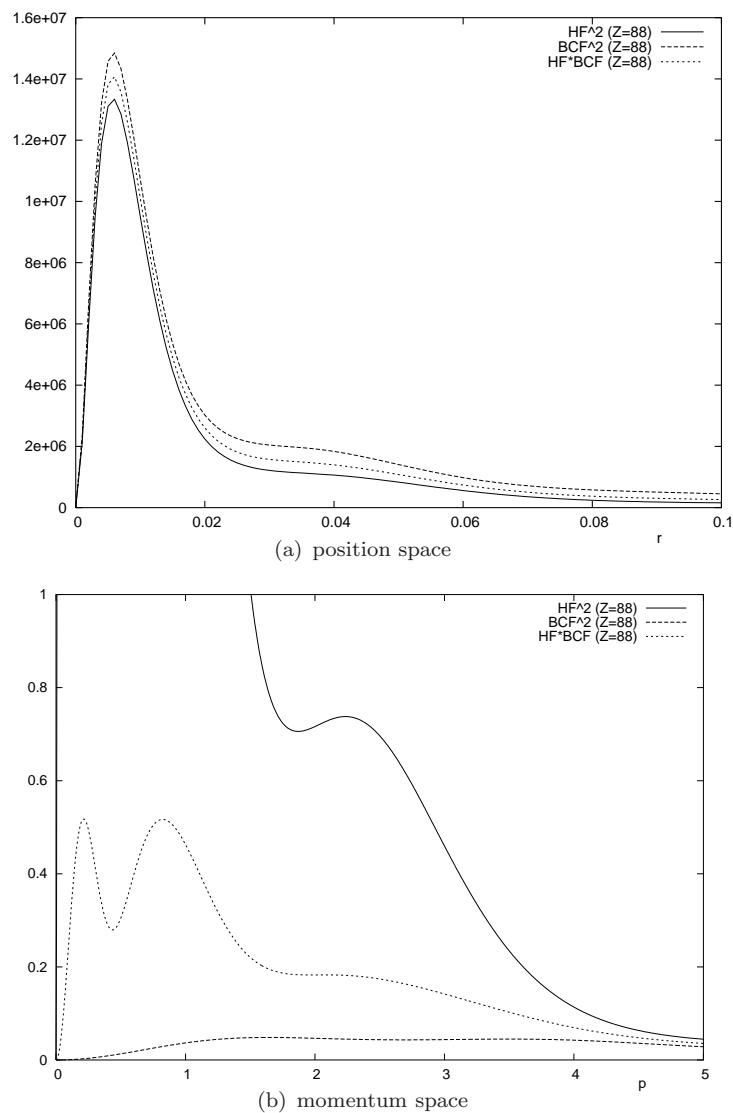 1.6e+07
HF^2 (Z=88)
BCF^2 (Z=88)
HF*BCF (Z=88)
1.4e+07
1.2e+07
1e+07
8e+06
6e+06
4e+06
2e+06
0
0 0.02 0.04 0.06 0.08 0.1
r
(a) position space
1
HF^2 (Z=88)
BCF^2 (Z=88)
HF*BCF (Z=88)
0.8
0.6
0.4
0.2
0
0 1 2 3 4 5
p
(b) momentum space